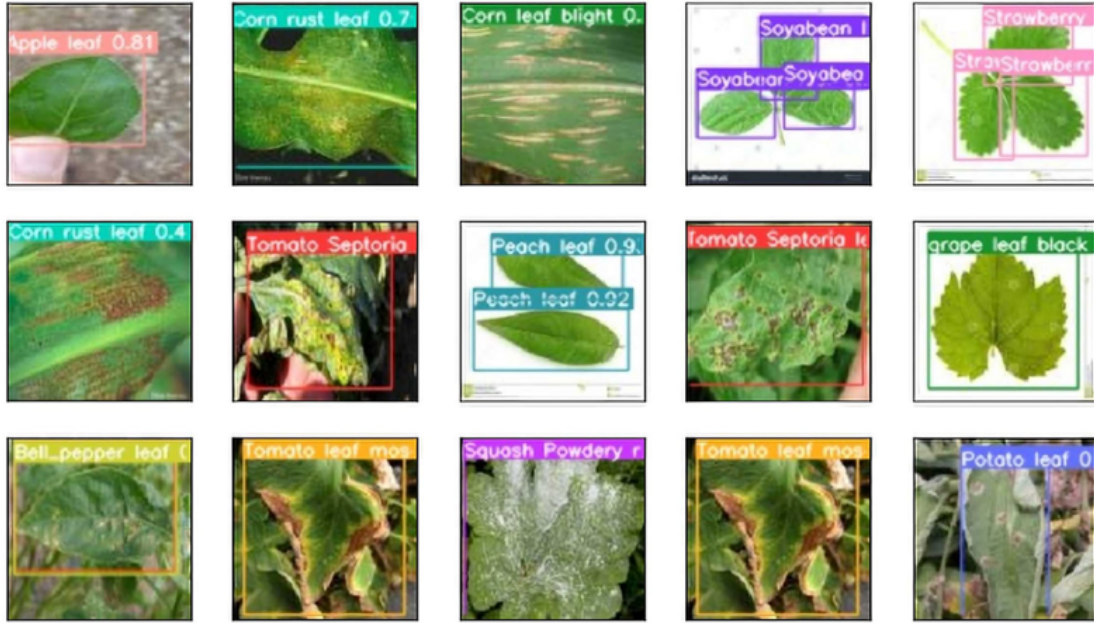 Apple leaf 0.81
Corn rust leaf 0.7
Corn leaf blight 0.
Soyabean l
Soyabear
Soyabea
Strawberry
Stra
Strawberr
Corn rust leaf 0.4
Tomato Septoria
Peach leaf 0.9
Peach leaf 0.92
Tomato Septoria le
grape leaf black
Bell_pepper leaf 0
Tomato leaf mos
Squash Powdery r
Tomato leaf mos
Potato leaf 0